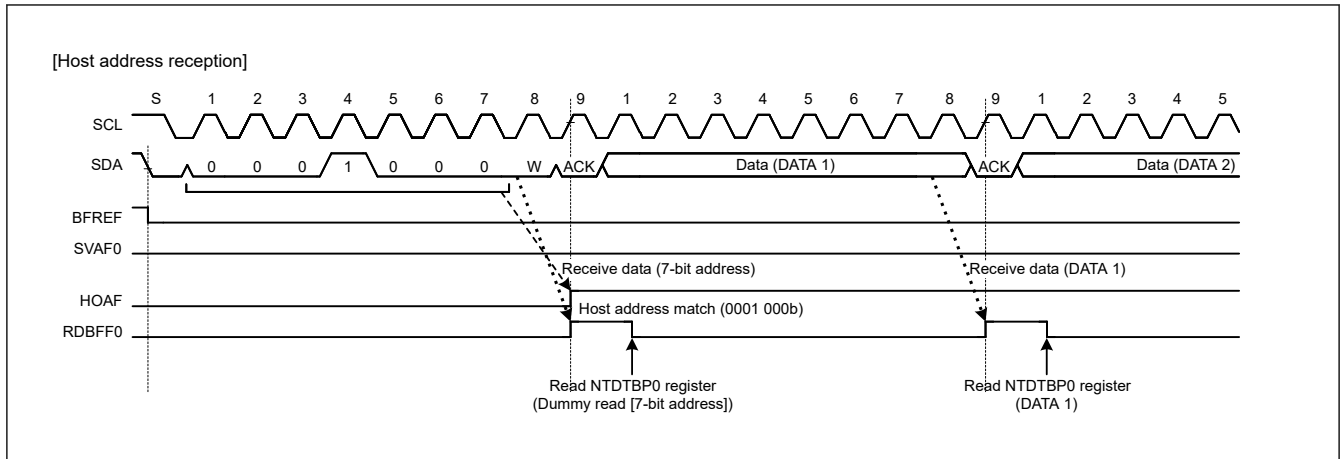 [Host address reception]
S 1 2 3 4 5 6 7 8 9 1 2 3 4 5 6 7 8 9 1 2 3 4 5
SCL
SDA 0 0 0 1 0 0 0 W ACK Data (DATA 1) ACK Data (DATA 2)
BFREF
SVAF0
Receive data (7-bit address) Receive data (DATA 1)
HOAF
Host address match (0001 000b)
RDBFF0
Read NTDTBP0 register Read NTDTBP0 register
(Dummy read [7-bit address]) (DATA 1)